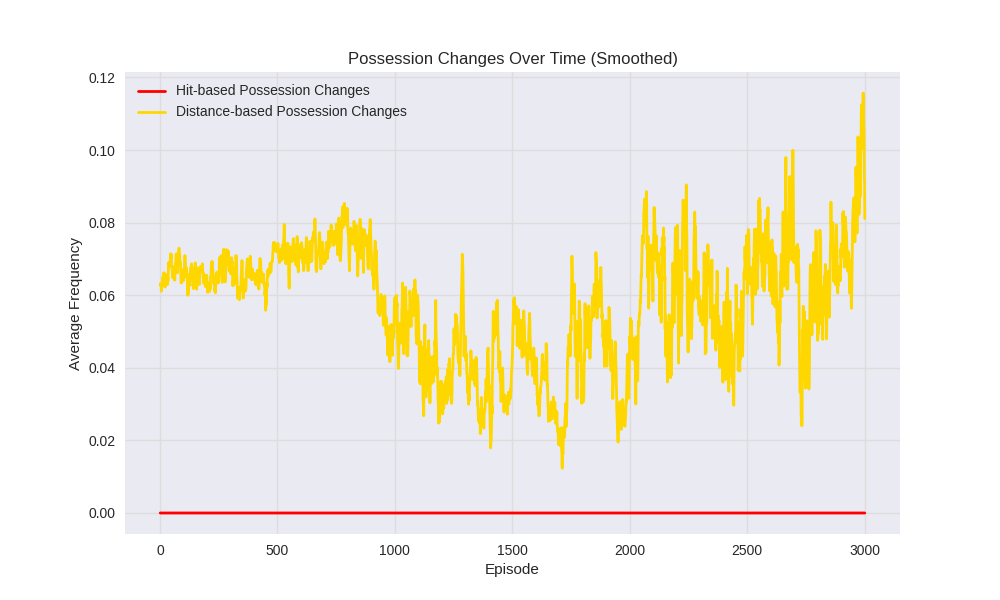 Possession Changes Over Time (Smoothed)
Hit-based Possession Changes
Distance-based Possession Changes
Average Frequency
0.12
0.10
0.08
0.06
0.04
0.02
0.00
0
500
1000
1500
2000
2500
3000
Episode